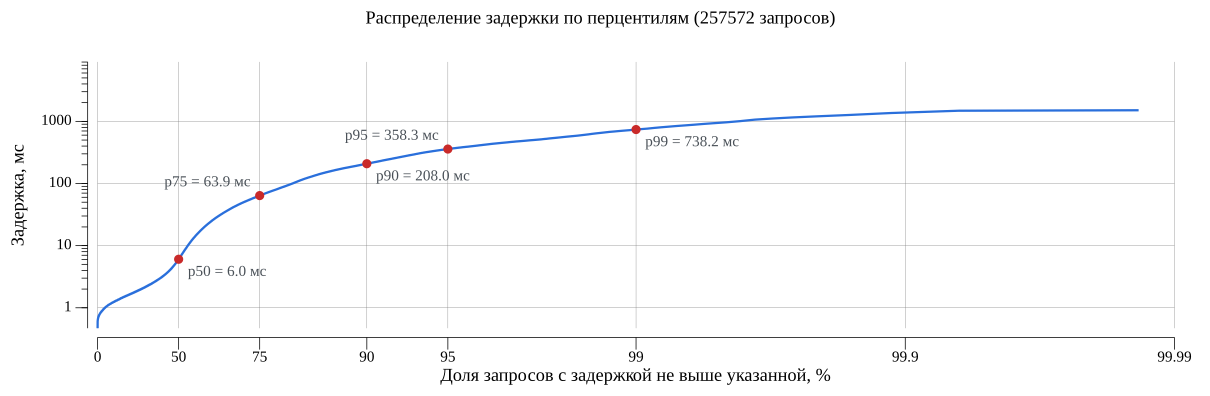 Распределение задержки по перцентилям (257572 запросов)
Задержка, мс
1000
100
10
1
p95 = 358.3 мс
p99 = 738.2 мс
p75 = 63.9 мс
p90 = 208.0 мс
p50 = 6.0 мс
0 50 75 90 95 99 99.9 99.99
Доля запросов с задержкой не выше указанной, %